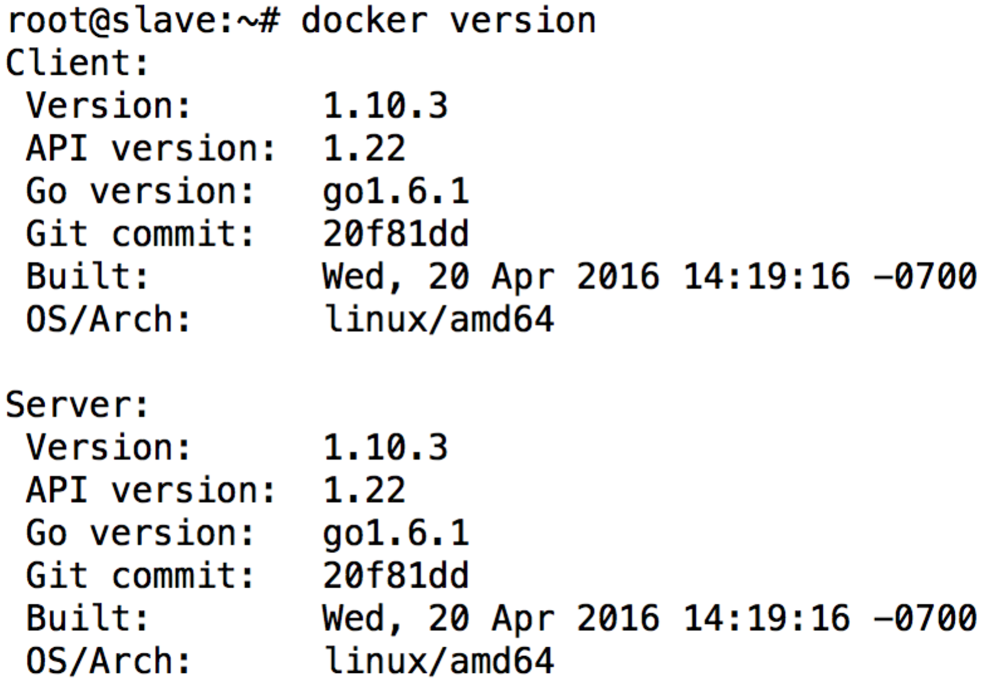 root@slave:~# docker version
Client:
 Version:      1.10.3
 API version:  1.22
 Go version:   go1.6.1
 Git commit:   20f81dd
 Built:        Wed, 20 Apr 2016 14:19:16 -0700
 OS/Arch:      linux/amd64

Server:
 Version:      1.10.3
 API version:  1.22
 Go version:   go1.6.1
 Git commit:   20f81dd
 Built:        Wed, 20 Apr 2016 14:19:16 -0700
 OS/Arch:      linux/amd64